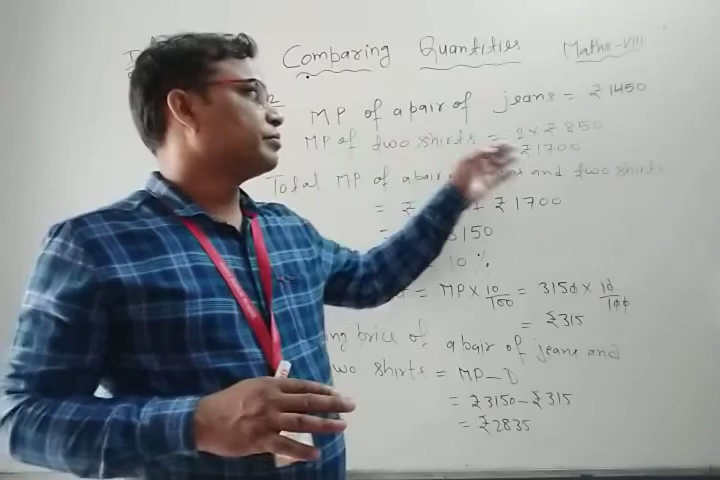 Comparing Quantities Maths-VIII
MP of a pair of jeans = ₹1450
MP of two shirts = 2 × ₹850
₹1700
Total MP of a pair and two shirts
= ₹ + ₹1700
= 3150
10 %
= MP × 10/100 = 3150 × 10/100
= ₹315
price of a pair of jeans and
two shirts = MP – D
= ₹3150 – ₹315
= ₹2835